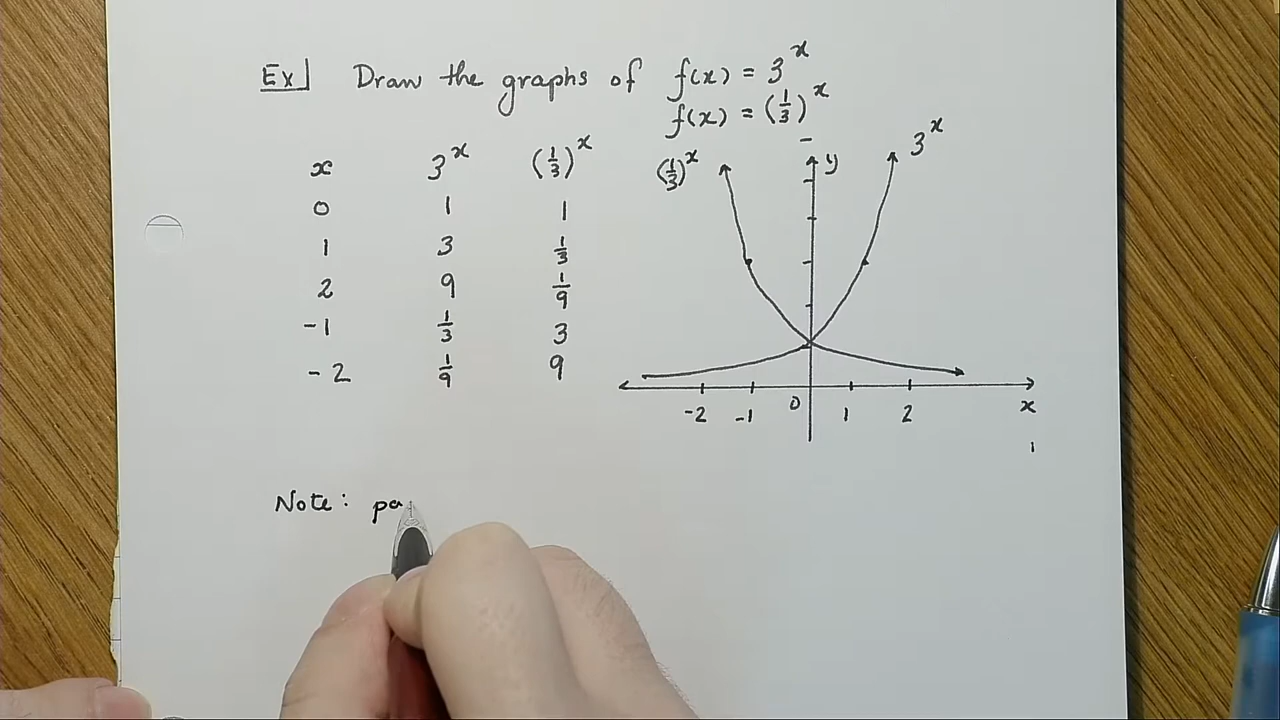 Ex] Draw the graphs of f(x) = 3^x
f(x) = (1/3)^x
x 3^x (1/3)^x
0 1 1
1 3 1/3
2 9 1/9
-1 1/3 3
-2 1/9 9
(1/3)^x y 3^x
-2 -1 0 1 2 x
Note: pa